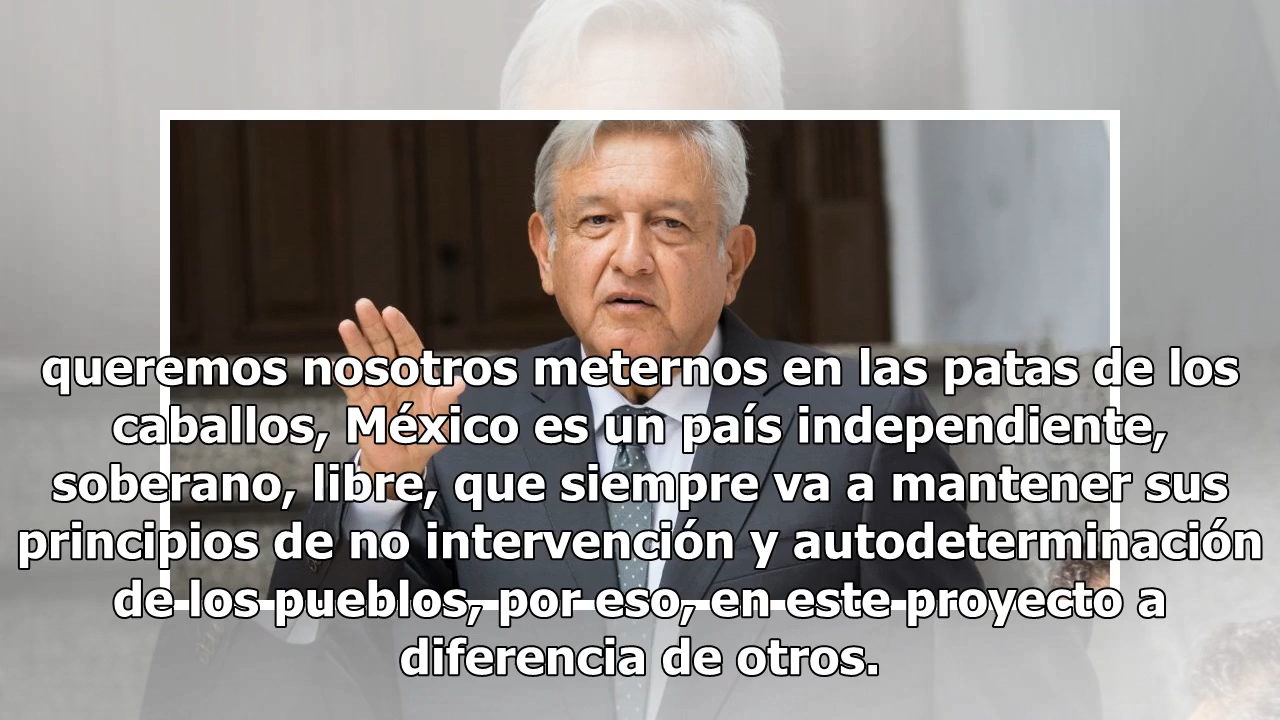 queremos nosotros meternos en las patas de los
caballos, México es un país independiente,
soberano, libre, que siempre va a mantener sus
principios de no intervención y autodeterminación
de los pueblos, por eso, en este proyecto a
diferencia de otros.